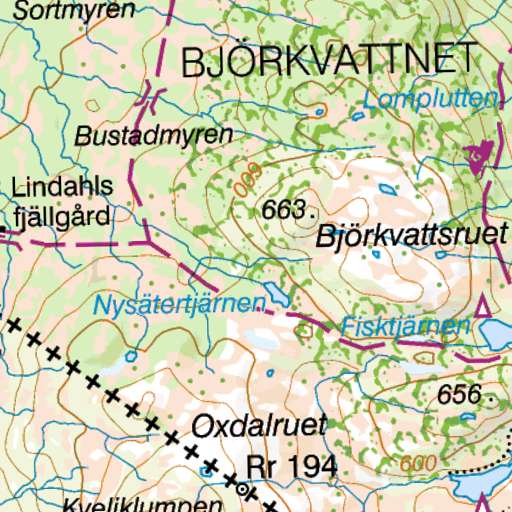 Sortmyren
BJÖRKVATTNET
Lomplutten
Bustadmyren
Lindahls
fjällgård
600
663.
Björkvattsruet
Nysätertjärnen
Fisktjärnen
656.
Oxdalruet
Rr 194
600
Kveliklumpen